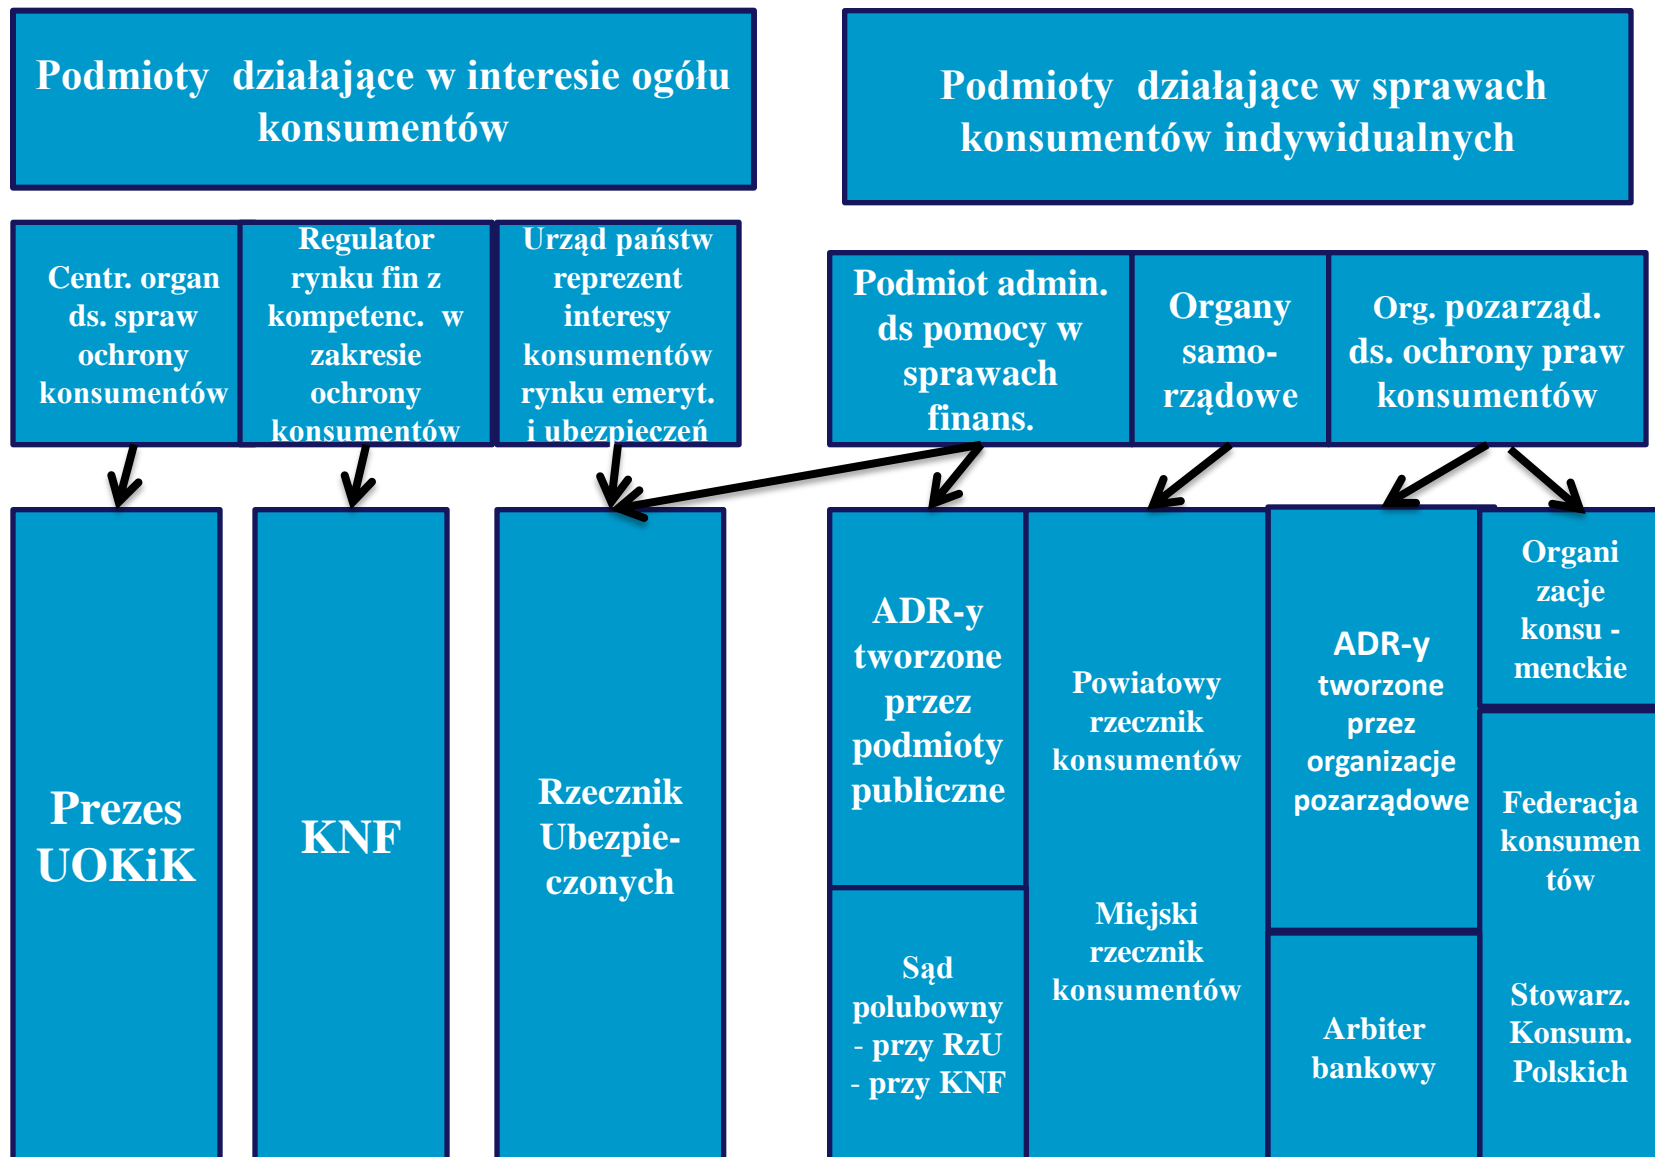 Podmioty działające w interesie ogółu
konsumentów
Podmioty działające w sprawach
konsumentów indywidualnych
Centr. organ
ds. spraw
ochrony
konsumentów
Regulator
rynku fin z
kompetenc. w
zakresie
ochrony
konsumentów
Urząd państw
reprezent
interesy
konsumentów
rynku emeryt.
i ubezpieczeń
Podmiot admin.
ds pomocy w
sprawach
finans.
Organy
samo-
rządowe
Org. pozarząd.
ds. ochrony praw
konsumentów
Prezes
UOKiK
KNF
Rzecznik
Ubezpie-
czonych
ADR-y
tworzone
przez
podmioty
publiczne
Sąd
polubowny
- przy RzU
- przy KNF
Powiatowy
rzecznik
konsumentów
Miejski
rzecznik
konsumentów
ADR-y
tworzone
przez
organizacje
pozarządowe
Arbiter
bankowy
Organi
zacje
konsu -
menckie
Federacja
konsumen
tów
Stowarz.
Konsum.
Polskich